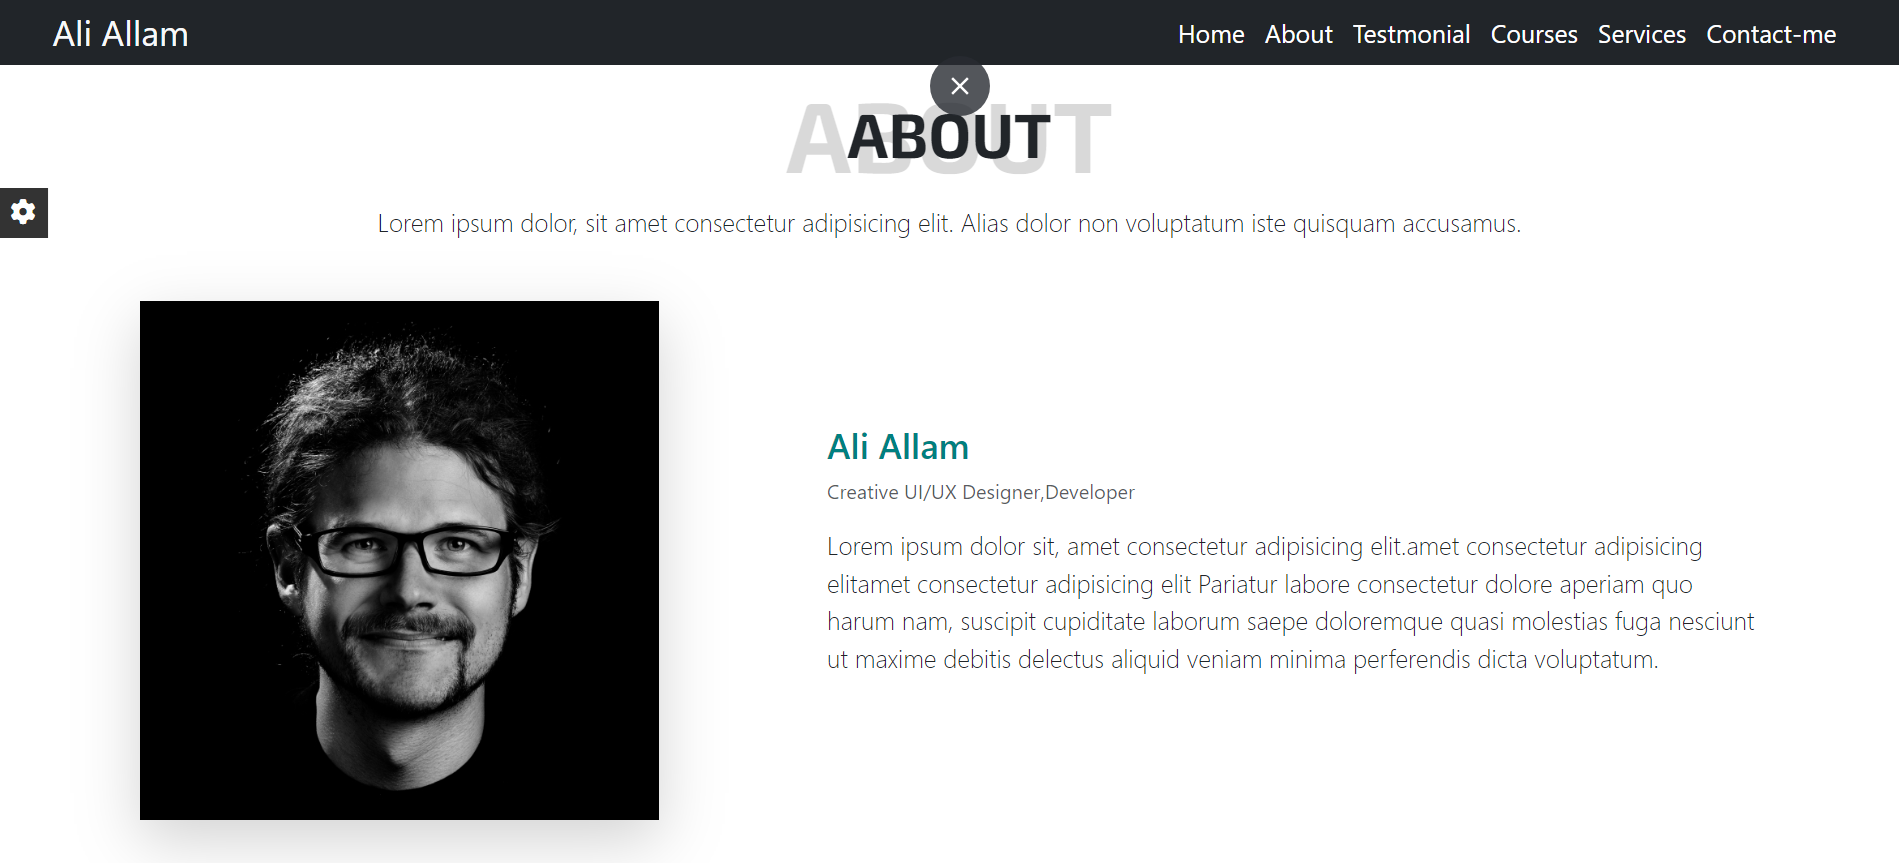 Ali Allam
Home About Testmonial Courses Services Contact-me
ABOUT
ABOUT
Lorem ipsum dolor, sit amet consectetur adipisicing elit. Alias dolor non voluptatum iste quisquam accusamus.
Ali Allam
Creative UI/UX Designer,Developer
Lorem ipsum dolor sit, amet consectetur adipisicing elit.amet consectetur adipisicing
elitamet consectetur adipisicing elit Pariatur labore consectetur dolore aperiam quo
harum nam, suscipit cupiditate laborum saepe doloremque quasi molestias fuga nesciunt
ut maxime debitis delectus aliquid veniam minima perferendis dicta voluptatum.